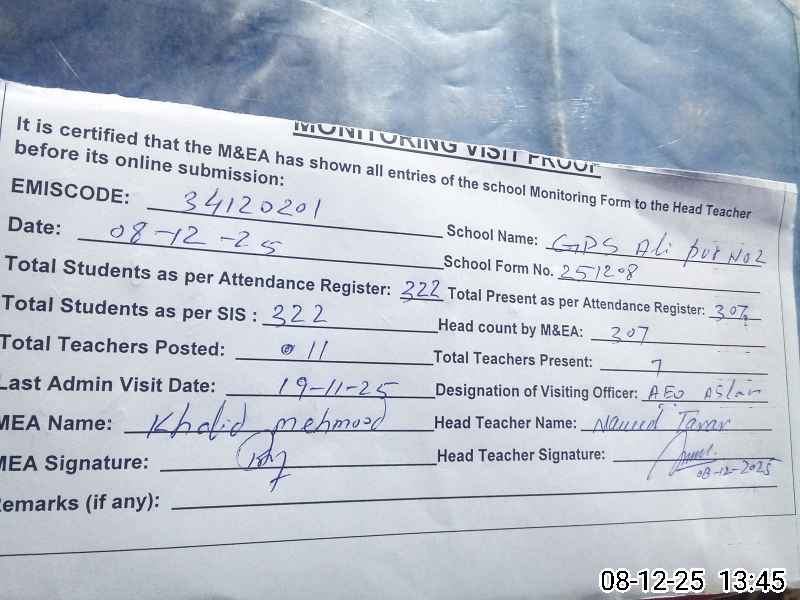 MONITORING VISIT PROOF
It is certified that the M&EA has shown all entries of the school Monitoring Form to the Head Teacher
before its online submission:
EMISCODE: 34120201
School Name: GPS Ali pur No 2
Date: 08-12-25
School Form No. 251208
Total Students as per Attendance Register: 322 Total Present as per Attendance Register: 307
Total Students as per SIS : 322 Head count by M&EA: 307
Total Teachers Posted: 11 Total Teachers Present: 7
Last Admin Visit Date: 19-11-25 Designation of Visiting Officer: AEO
MEA Name: Khalid mehmood Head Teacher Name: Tarar
MEA Signature: Head Teacher Signature:
08-12-2025
Remarks (if any):
08-12-25 13:45